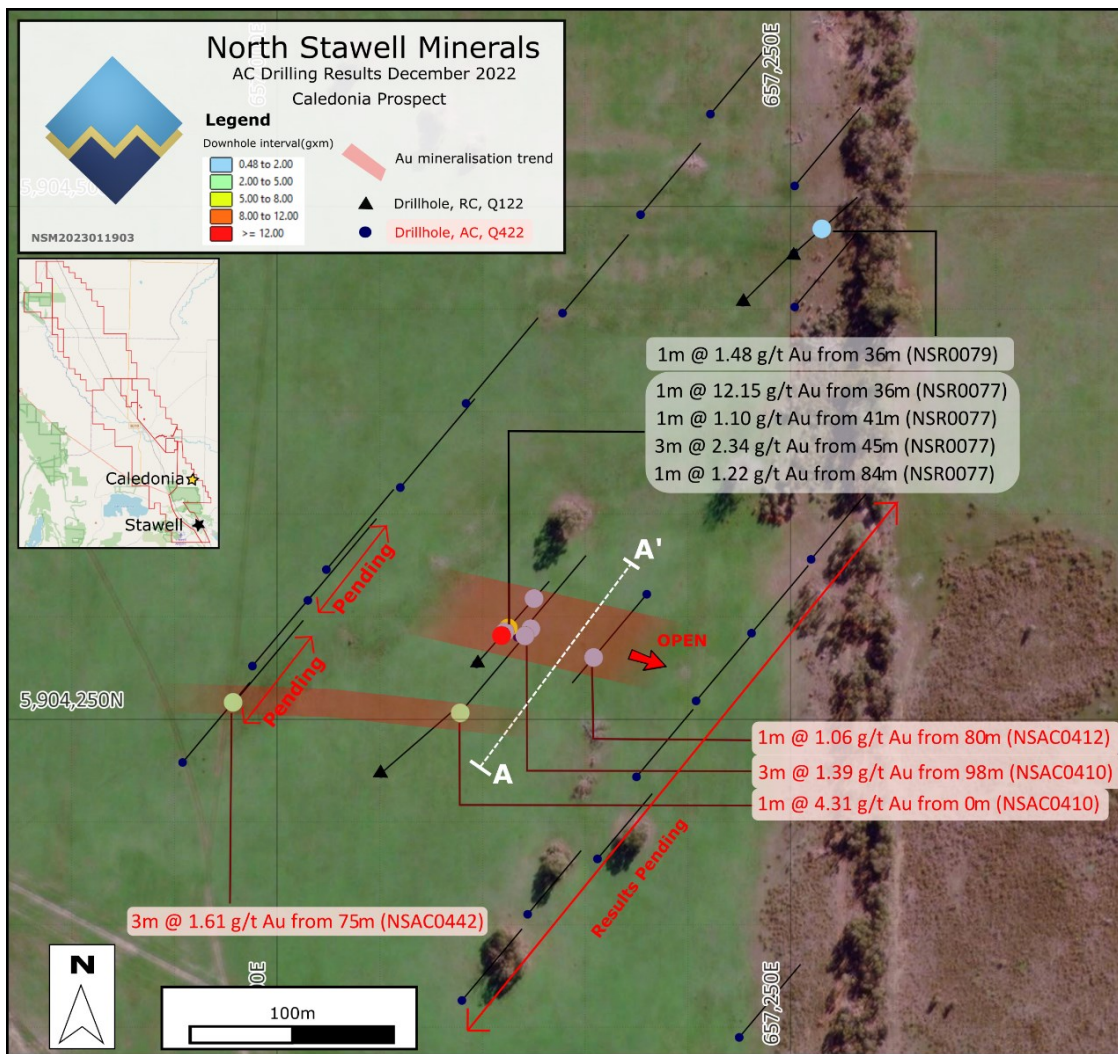 North Stawell Minerals
AC Drilling Results December 2022
Caledonia Prospect
Legend
Downhole interval(gxm)
0.48 to 2.00
2.00 to 5.00
5.00 to 8.00
8.00 to 12.00
>= 12.00
Au mineralisation trend
Drillhole, RC, Q122
Drillhole, AC, Q422
NSM2023011903
657,250E
Caledonia
Stawell
1m @ 1.48 g/t Au from 36m (NSR0079)
1m @ 12.15 g/t Au from 36m (NSR0077)
1m @ 1.10 g/t Au from 41m (NSR0077)
3m @ 2.34 g/t Au from 45m (NSR0077)
1m @ 1.22 g/t Au from 84m (NSR0077)
Pending
A'
OPEN
Pending
5,904,250N
A
1m @ 1.06 g/t Au from 80m (NSAC0412)
3m @ 1.39 g/t Au from 98m (NSAC0410)
1m @ 4.31 g/t Au from 0m (NSAC0410)
Results Pending
3m @ 1.61 g/t Au from 75m (NSAC0442)
N
100m
657,250E